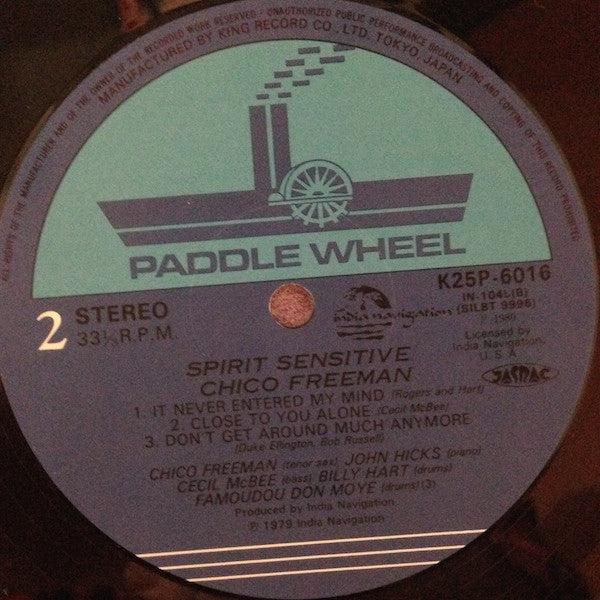 ALL RIGHTS OF THE MANUFACTURER AND OF THE OWNER OF THE RECORDED WORK RESERVED · UNAUTHORIZED PUBLIC PERFORMANCE BROADCASTING AND COPYING OF THIS RECORD PROHIBITED
MANUFACTURED BY KING RECORD CO., LTD. TOKYO, JAPAN
PADDLE WHEEL
K25P-6016
(SILBT 9996)
2 STEREO
33⅓ R.P.M.
india navigation
℗ 1980
Licensed by
India Navigation,
U.S.A
JASRAC
SPIRIT SENSITIVE
CHICO FREEMAN
1. IT NEVER ENTERED MY MIND (Rogers and Hart)
2. CLOSE TO YOU ALONE (Cecil McBee)
3. DON'T GET AROUND MUCH ANYMORE
(Duke Ellington, Bob Russell)
CHICO FREEMAN (tenor sax) JOHN HICKS (piano)
CECIL McBEE (bass) BILLY HART (drums)
FAMOUDOU DON MOYE (drums) (3)
Produced by India Navigation
℗ 1979 India Navigation